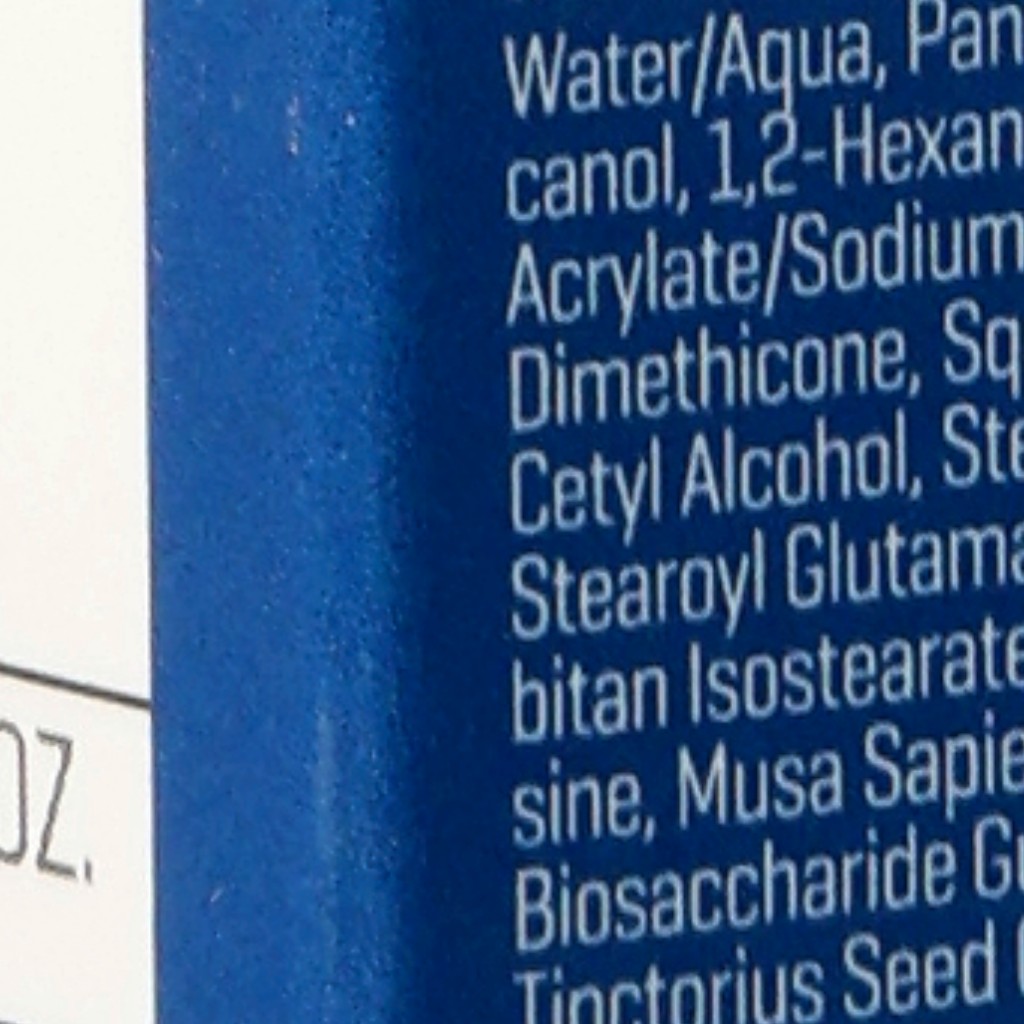 Water/Aqua, Pan
canol, 1,2-Hexan
Acrylate/Sodium
Dimethicone, Sq
Cetyl Alcohol, Ste
Stearoyl Glutama
bitan Isostearate
sine, Musa Sapie
Biosaccharide Gu
Tinctorius Seed
OZ.